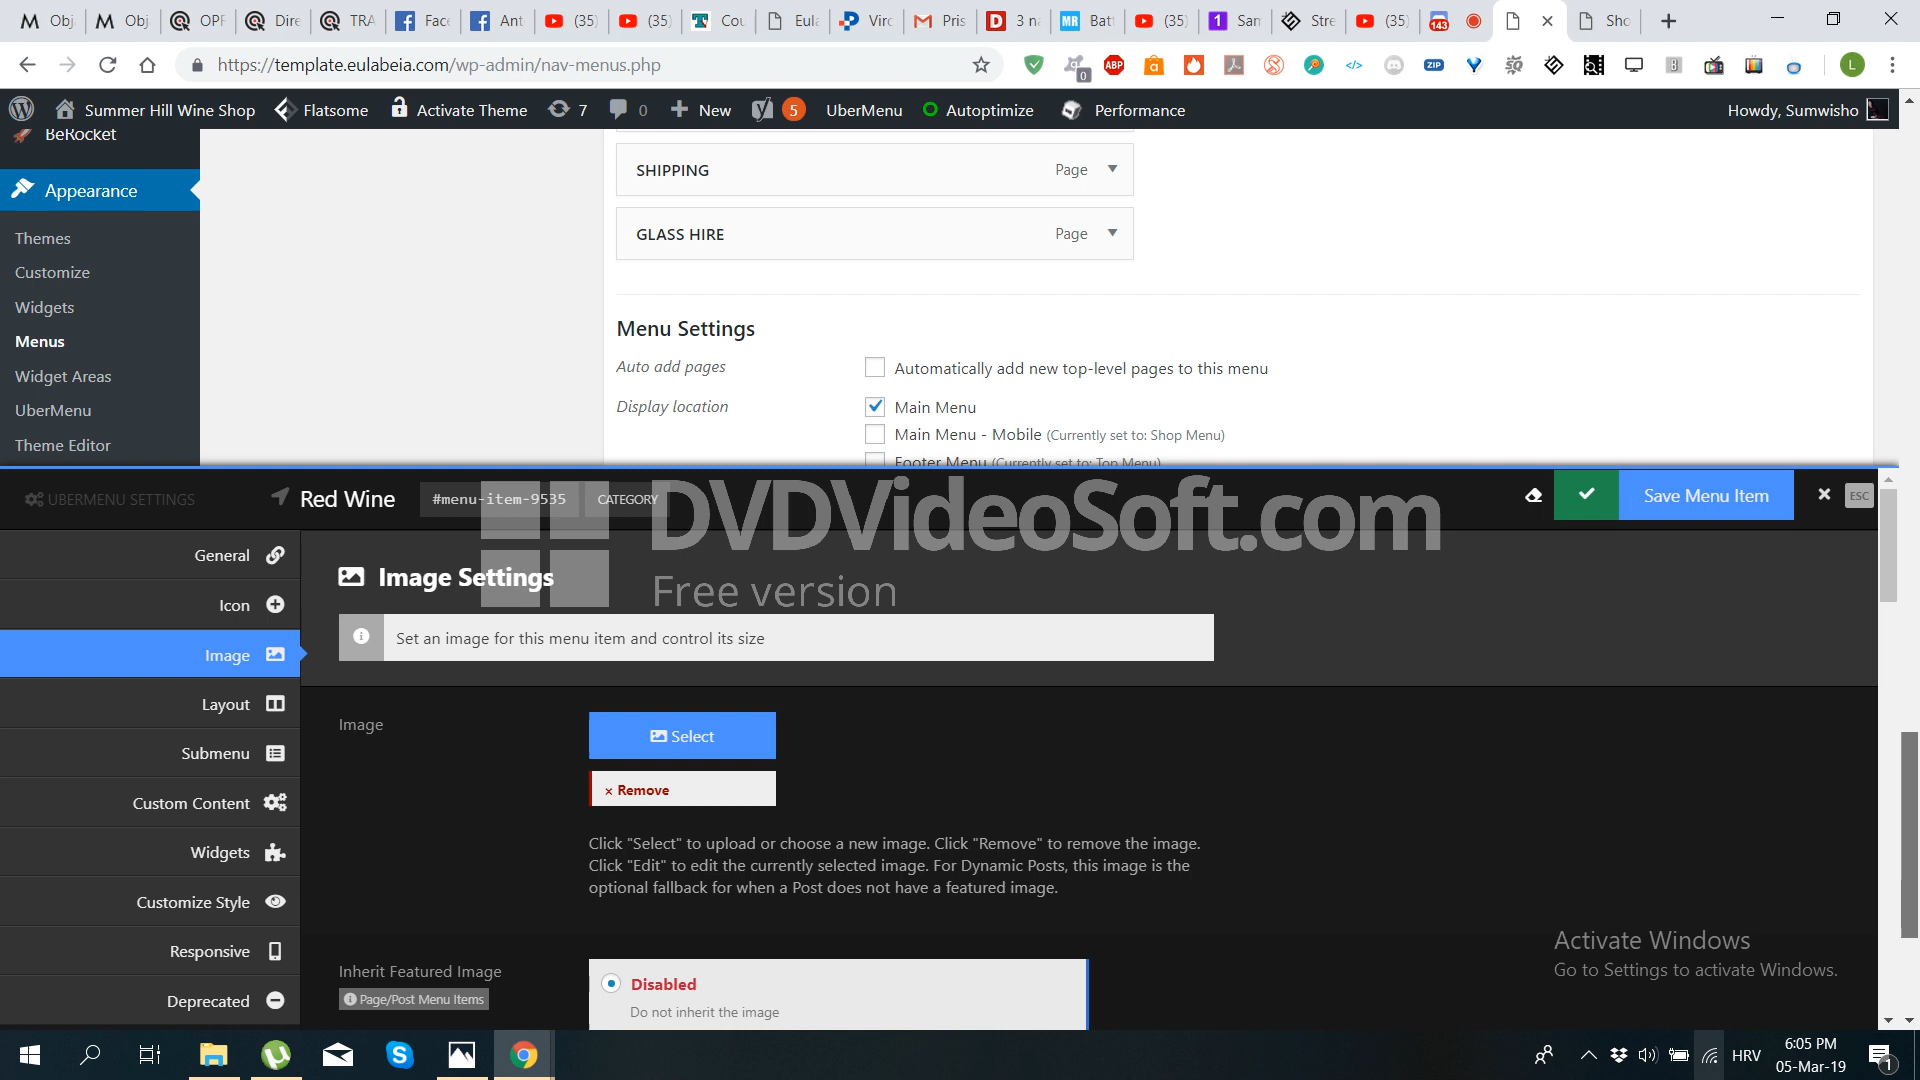 Obj
Obj
OPF
Dire
TRA
Face
Ant
(35)
(35)
Cou
Eula
Virc
Pris
3 na
Batt
(35)
San
Stre
(35)
143
Sho
https://template.eulabeia.com/wp-admin/nav-menus.php
0
ABP
ZIP
L
Summer Hill Wine Shop
Flatsome
Activate Theme
7
0
New
5
UberMenu
Autoptimize
Performance
Howdy, Sumwisho
BeRocket
Appearance
Themes
Customize
Widgets
Menus
Widget Areas
UberMenu
Theme Editor
SHIPPING Page
GLASS HIRE Page
Menu Settings
Auto add pages
Automatically add new top-level pages to this menu
Display location
Main Menu
Main Menu - Mobile (Currently set to: Shop Menu)
Footer Menu (Currently set to: Top Menu)
UBERMENU SETTINGS
Red Wine
#menu-item-9535
CATEGORY
Save Menu Item
ESC
DVDVideoSoft.com
Free version
General
Icon
Image
Layout
Submenu
Custom Content
Widgets
Customize Style
Responsive
Deprecated
Image Settings
Set an image for this menu item and control its size
Image
Select
× Remove
Click "Select" to upload or choose a new image. Click "Remove" to remove the image.
Click "Edit" to edit the currently selected image. For Dynamic Posts, this image is the
optional fallback for when a Post does not have a featured image.
Inherit Featured Image
Page/Post Menu Items
Disabled
Do not inherit the image
Activate Windows
Go to Settings to activate Windows.
HRV
6:05 PM
05-Mar-19
1